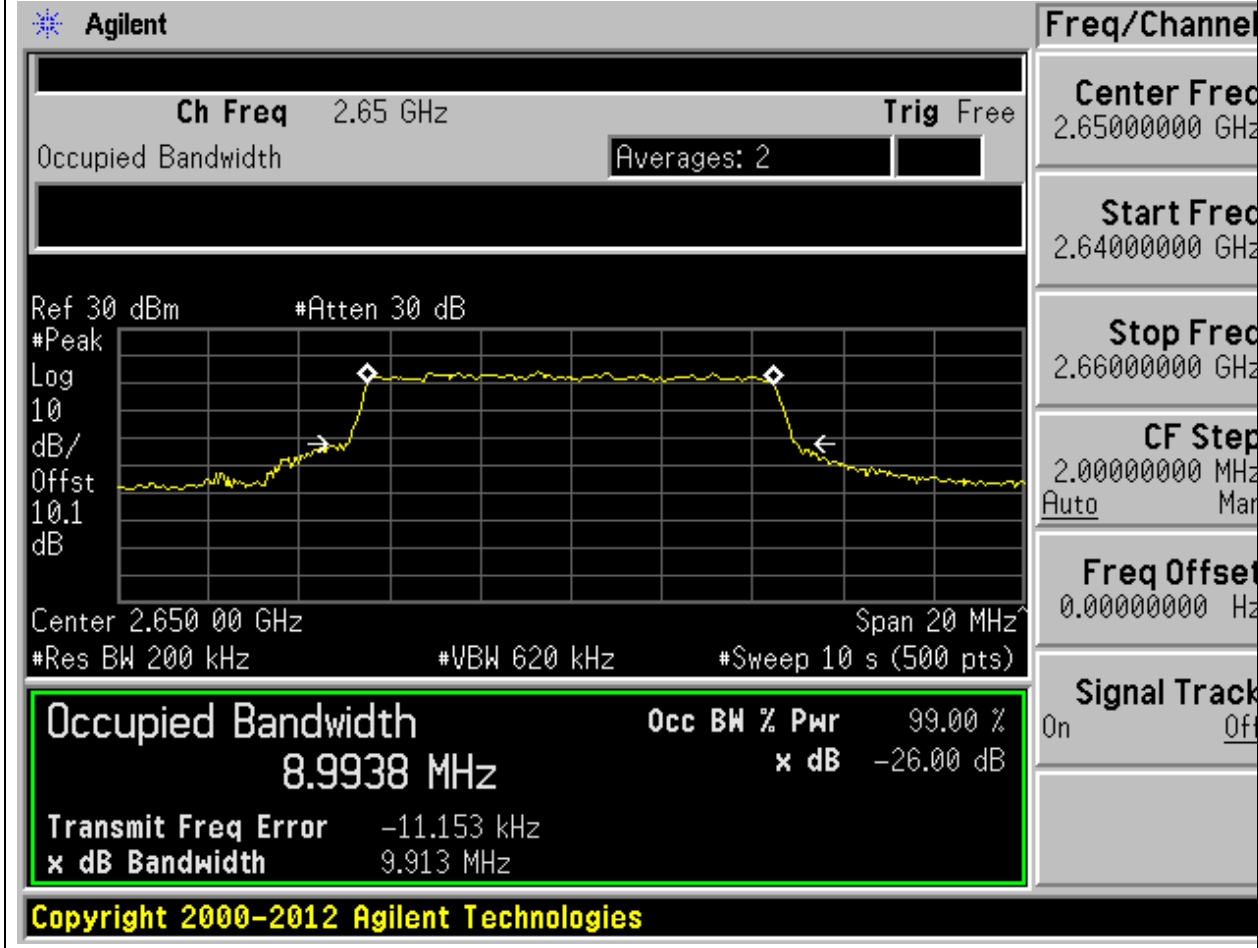 Agilent
Freq/Channel
Ch Freq 2.65 GHz Trig Free
Occupied Bandwidth Averages: 2
Center Freq
2.65000000 GHz
Start Freq
2.64000000 GHz
Stop Freq
2.66000000 GHz
CF Step
2.00000000 MHz
Auto Man
Freq Offset
0.00000000 Hz
Signal Track
On Off
Ref 30 dBm #Atten 30 dB
#Peak
Log
10
dB/
Offst
10.1
dB
Center 2.650 00 GHz Span 20 MHz^
#Res BW 200 kHz #VBW 620 kHz #Sweep 10 s (500 pts)
Occupied Bandwidth
8.9938 MHz
Occ BW % Pwr 99.00 %
x dB -26.00 dB
Transmit Freq Error -11.153 kHz
x dB Bandwidth 9.913 MHz
Copyright 2000-2012 Agilent Technologies